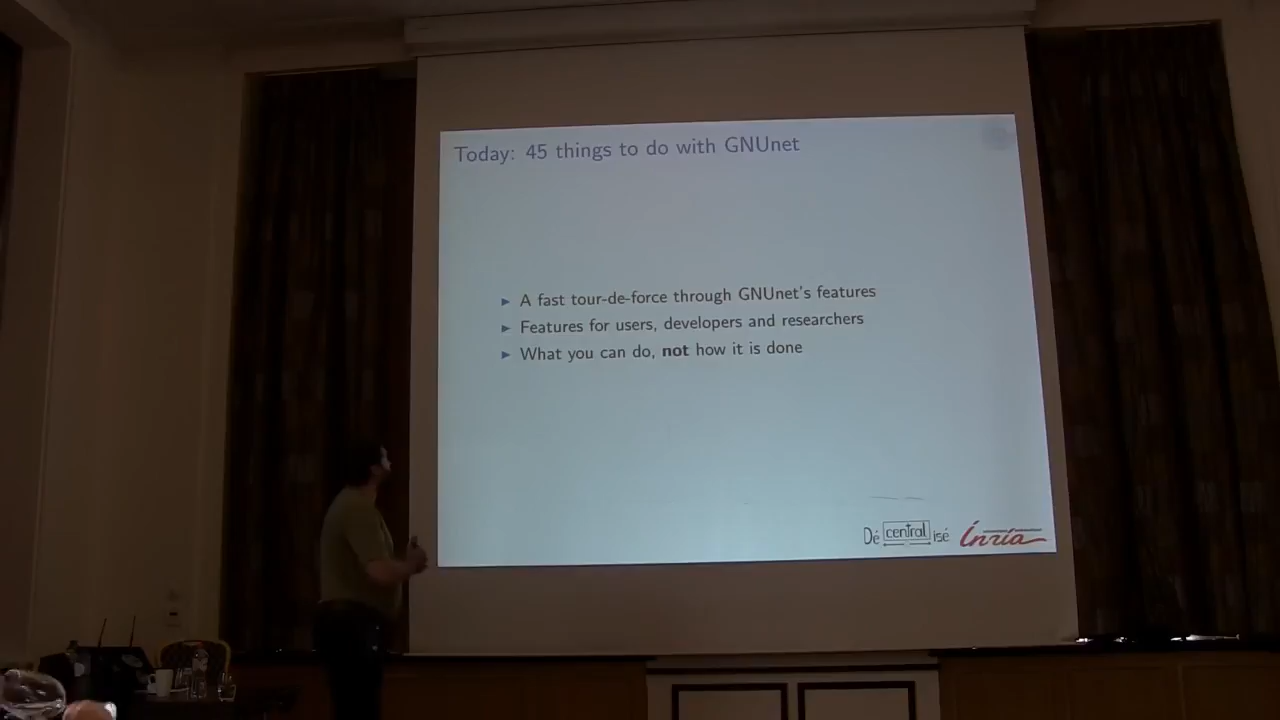 Today: 45 things to do with GNUnet
▶ A fast tour-de-force through GNUnet's features
▶ Features for users, developers and researchers
▶ What you can do, not how it is done
Dé central isé Inria